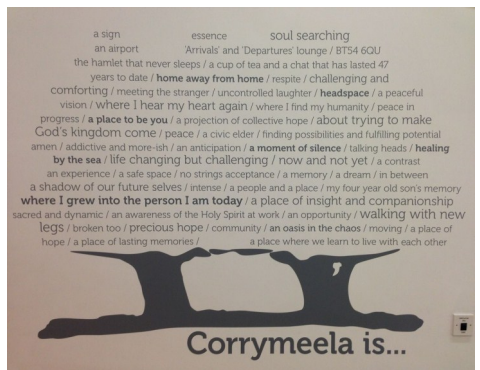 a sign essence soul searching
an airport 'Arrivals' and 'Departures' lounge / BT54 6QU
the hamlet that never sleeps / a cup of tea and a chat that has lasted 47
years to date / home away from home / respite / challenging and
comforting / meeting the stranger / uncontrolled laughter / headspace / a peaceful
vision / where I hear my heart again / where I find my humanity / peace in
progress / a place to be you / a projection of collective hope / about trying to make
God's kingdom come / peace / a civic elder / finding possibilities and fulfilling potential
amen / addictive and more-ish / an anticipation / a moment of silence / talking heads / healing
by the sea / life changing but challenging / now and not yet / a contrast
an experience / a safe space / no strings acceptance / a memory / a dream / in between
a shadow of our future selves / intense / a people and a place / my four year old son's memory
where I grew into the person I am today / a place of insight and companionship
sacred and dynamic / an awareness of the Holy Spirit at work / an opportunity / walking with new
legs / broken too / precious hope / community / an oasis in the chaos / moving / a place of
hope / a place of lasting memories / a place where we learn to live with each other
Corrymeela is...